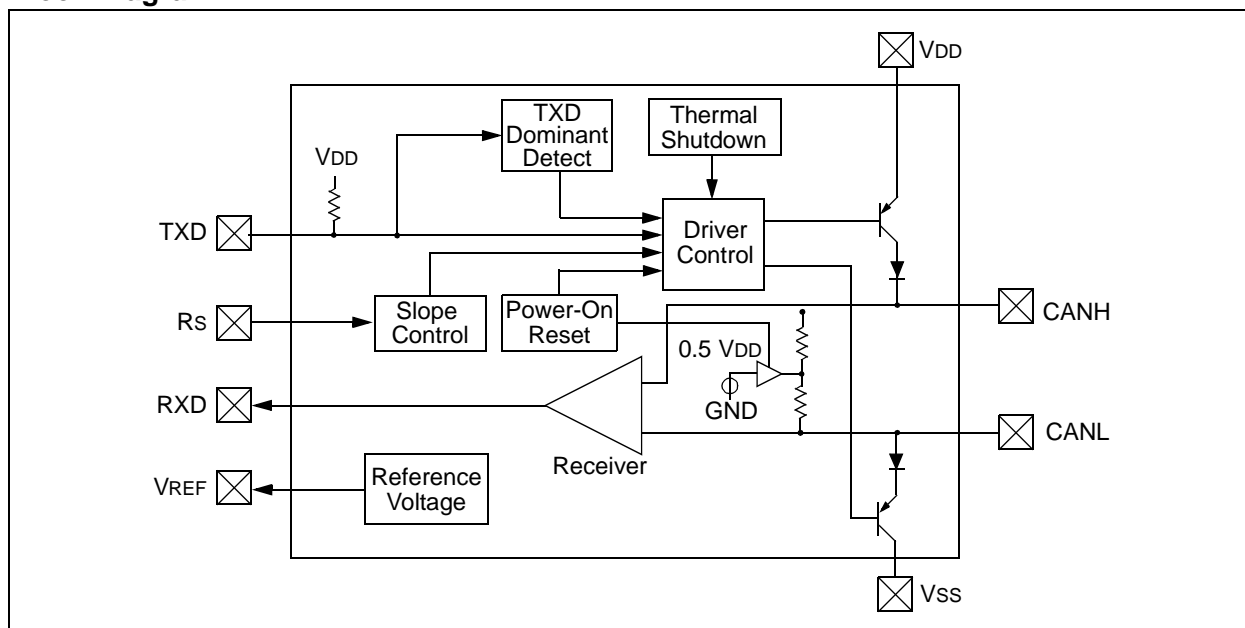 VDD
TXD
Dominant
Detect
Thermal
Shutdown
VDD
TXD
Driver
Control
RS
Slope
Control
Power-On
Reset
CANH
0.5 VDD
RXD
GND
CANL
Receiver
VREF
Reference
Voltage
VSS